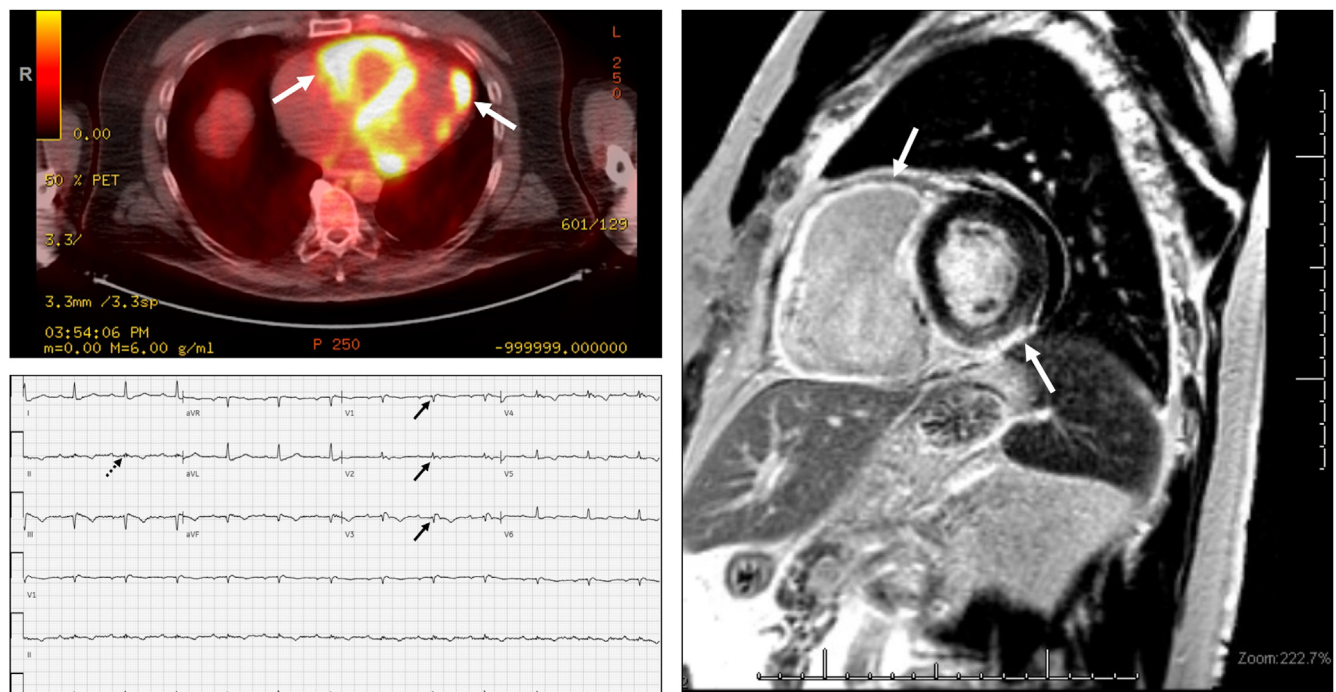 L
2
5
0
R
0.00
50 % PET
601/129
3.3/
3.3mm /3.3sp
03:54:06 PM
m=0.00 M=6.00 g/ml
P 250
-999999.000000
I
aVR
V1
V4
II
aVL
V2
V5
III
aVF
V3
V6
V1
II
Zoom:222.7%